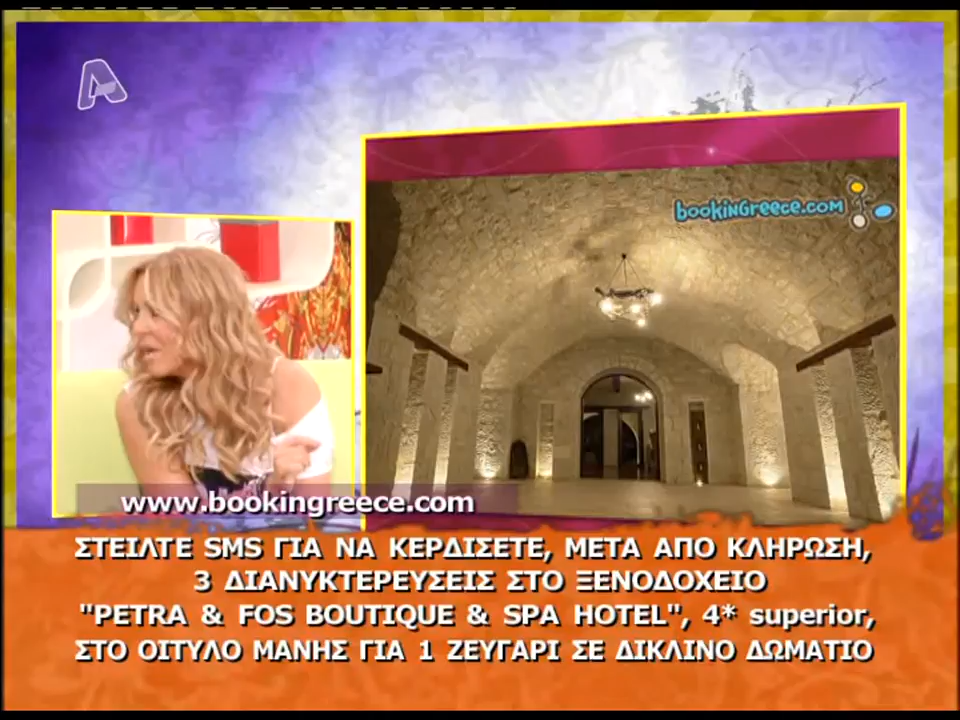 A
bookingreece.com
www.bookingreece.com
ΣΤΕΙΛΤΕ SMS ΓΙΑ ΝΑ ΚΕΡΔΙΣΕΤΕ, ΜΕΤΑ ΑΠΟ ΚΛΗΡΩΣΗ,
3 ΔΙΑΝΥΚΤΕΡΕΥΣΕΙΣ ΣΤΟ ΞΕΝΟΔΟΧΕΙΟ
"PETRA & FOS BOUTIQUE & SPA HOTEL", 4* superior,
ΣΤΟ ΟΙΤΥΛΟ ΜΑΝΗΣ ΓΙΑ 1 ΖΕΥΓΑΡΙ ΣΕ ΔΙΚΛΙΝΟ ΔΩΜΑΤΙΟ